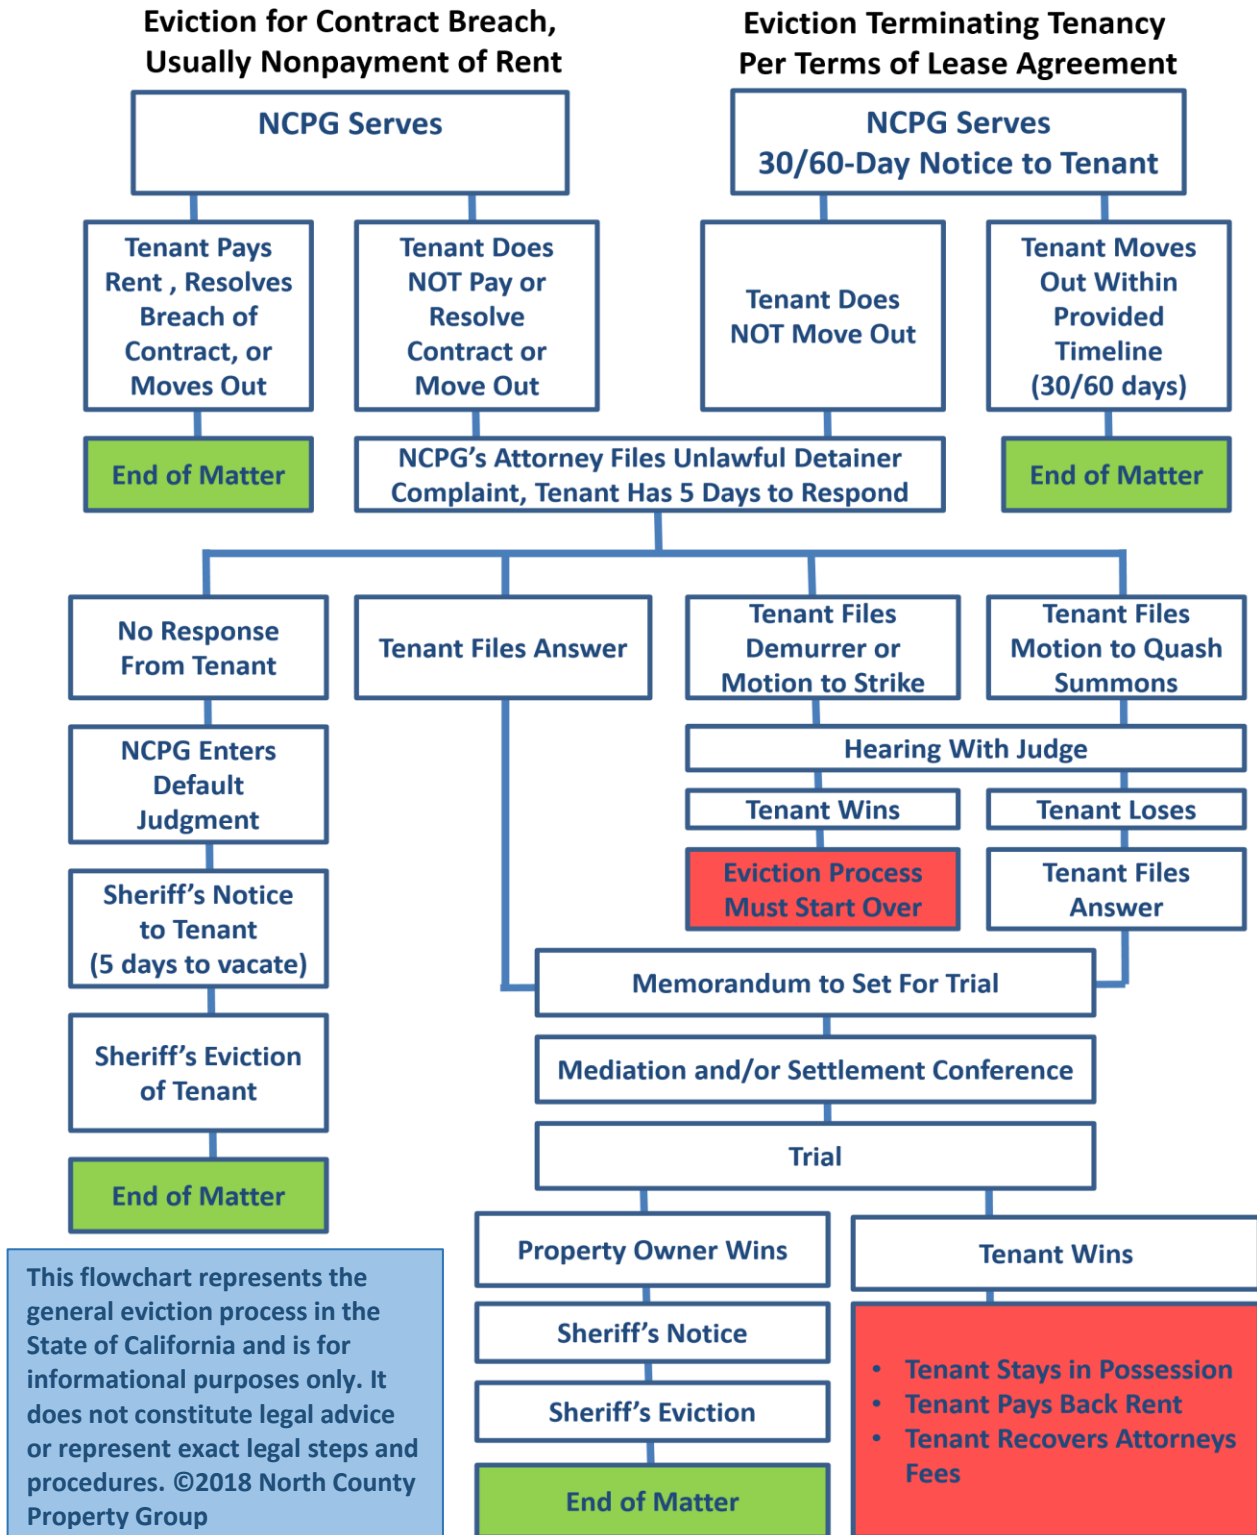 Eviction for Contract Breach,
Usually Nonpayment of Rent
Eviction Terminating Tenancy
Per Terms of Lease Agreement
NCPG Serves
NCPG Serves
30/60-Day Notice to Tenant
Tenant Pays
Rent , Resolves
Breach of
Contract, or
Moves Out
Tenant Does
NOT Pay or
Resolve
Contract or
Move Out
Tenant Does
NOT Move Out
Tenant Moves
Out Within
Provided
Timeline
(30/60 days)
End of Matter
NCPG's Attorney Files Unlawful Detainer
Complaint, Tenant Has 5 Days to Respond
End of Matter
No Response
From Tenant
Tenant Files Answer
Tenant Files
Demurrer or
Motion to Strike
Tenant Files
Motion to Quash
Summons
NCPG Enters
Default
Judgment
Hearing With Judge
Tenant Wins
Tenant Loses
Sheriff's Notice
to Tenant
(5 days to vacate)
Eviction Process
Must Start Over
Tenant Files
Answer
Memorandum to Set For Trial
Sheriff's Eviction
of Tenant
Mediation and/or Settlement Conference
Trial
End of Matter
Property Owner Wins
Tenant Wins
This flowchart represents the
general eviction process in the
State of California and is for
informational purposes only. It
does not constitute legal advice
or represent exact legal steps and
procedures. ©2018 North County
Property Group
Sheriff's Notice
Sheriff's Eviction
End of Matter
• Tenant Stays in Possession
• Tenant Pays Back Rent
• Tenant Recovers Attorneys
Fees